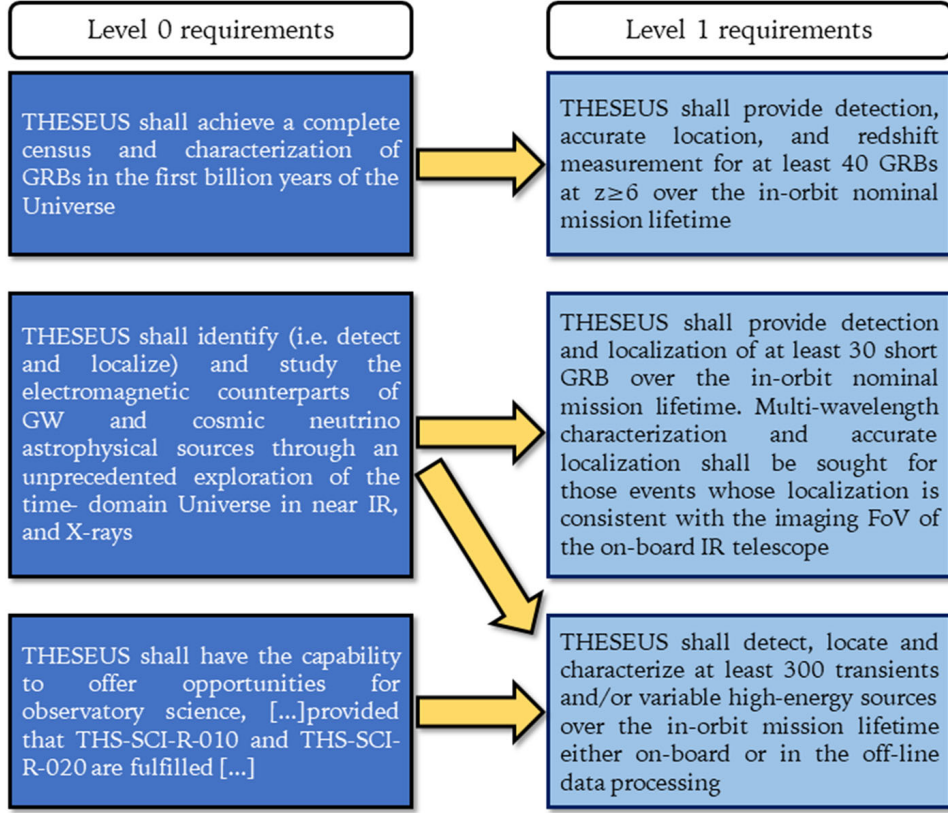 Level 0 requirements
Level 1 requirements
THESEUS shall achieve a complete
census and characterization of
GRBs in the first billion years of the
Universe
THESEUS shall provide detection,
accurate location, and redshift
measurement for at least 40 GRBs
at z≥6 over the in-orbit nominal
mission lifetime
THESEUS shall identify (i.e. detect
and localize) and study the
electromagnetic counterparts of
GW and cosmic neutrino
astrophysical sources through an
unprecedented exploration of the
time- domain Universe in near IR,
and X-rays
THESEUS shall provide detection
and localization of at least 30 short
GRB over the in-orbit nominal
mission lifetime. Multi-wavelength
characterization and accurate
localization shall be sought for
those events whose localization is
consistent with the imaging FoV of
the on-board IR telescope
THESEUS shall have the capability
to offer opportunities for
observatory science, [...]provided
that THS-SCI-R-010 and THS-SCI-
R-020 are fulfilled [...]
THESEUS shall detect, locate and
characterize at least 300 transients
and/or variable high-energy sources
over the in-orbit mission lifetime
either on-board or in the off-line
data processing